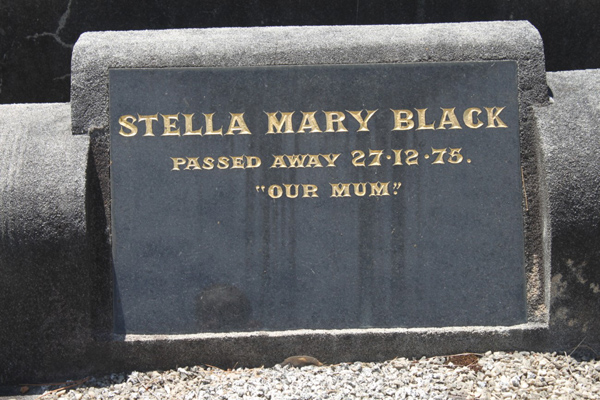 STELLA MARY BLACK
PASSED AWAY 27·12·75.
"OUR MUM."